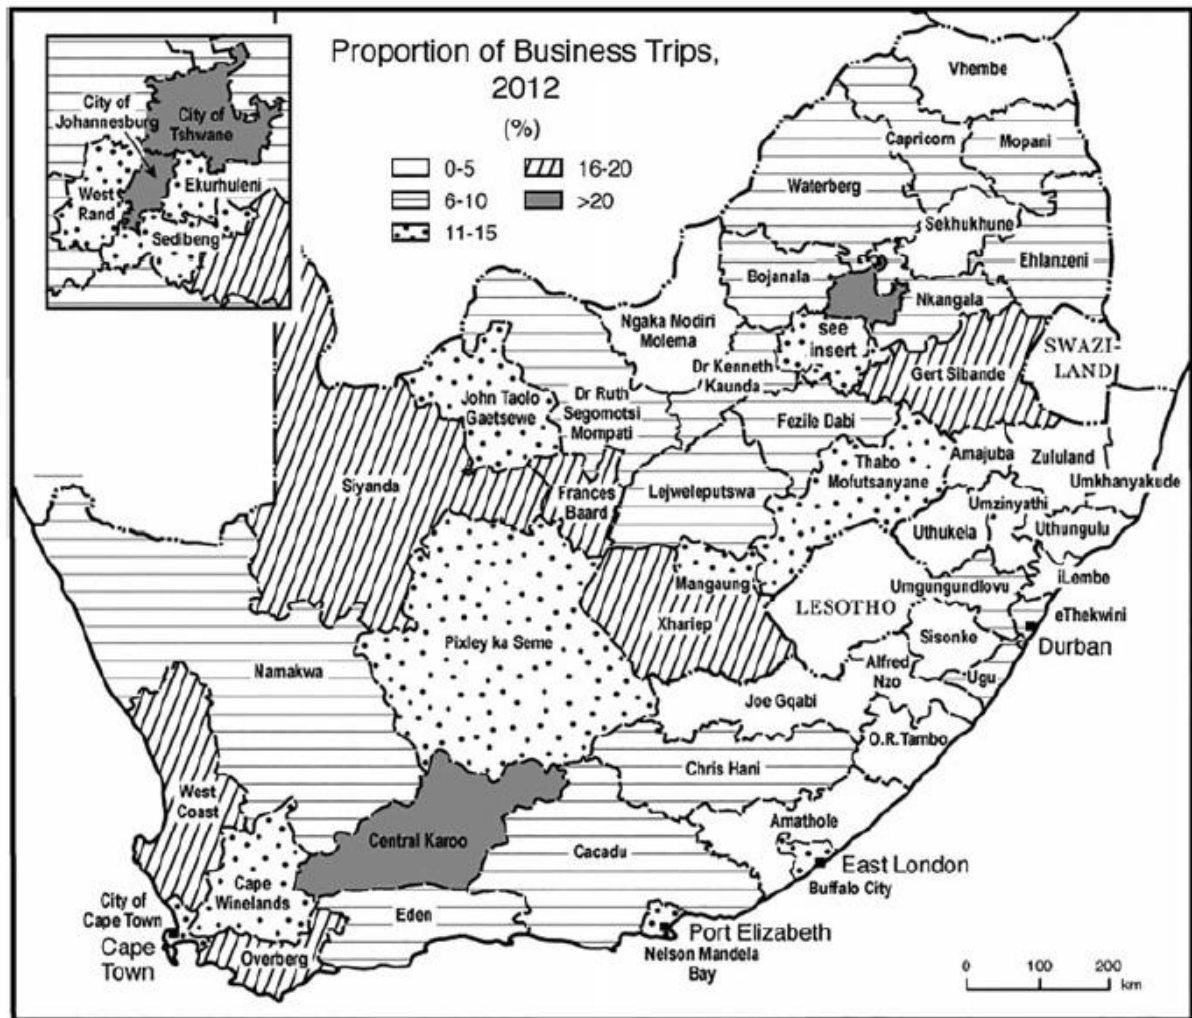 Proportion of Business Trips,
2012
(%)
0-5
6-10
11-15
16-20
>20
City of
Johannesburg
City of
Tshwane
West
Rand
Ekurhuleni
Sedibeng
Vhembe
Capricorn
Mopani
Waterberg
Sekhukhune
Ehlanzeni
Bojanala
Nkangala
see
insert
Ngaka Modiri
Molema
Dr Kenneth
Kaunda
Gert Sibande
SWAZI-
LAND
John Taolo
Gaetsewe
Dr Ruth
Segomotsi
Mompati
Fezile Dabi
Thabo
Mofutsanyane
Amajuba
Zululand
Umkhanyakude
Siyanda
Frances
Baard
Lejweleputswa
Umzinyathi
Uthukela
Uthungulu
Mangaung
Umgungundlovu
iLembe
LESOTHO
eThekwini
Durban
Xhariep
Sisonke
Pixley ka Seme
Alfred
Nzo
Ugu
Namakwa
Joe Gqabi
O.R.Tambo
Chris Hani
West
Coast
Central Karoo
Cacadu
Amathole
East London
Buffalo City
Cape
Winelands
City of
Cape Town
Cape
Town
Eden
Overberg
Port Elizabeth
Nelson Mandela
Bay
0 100 200
km